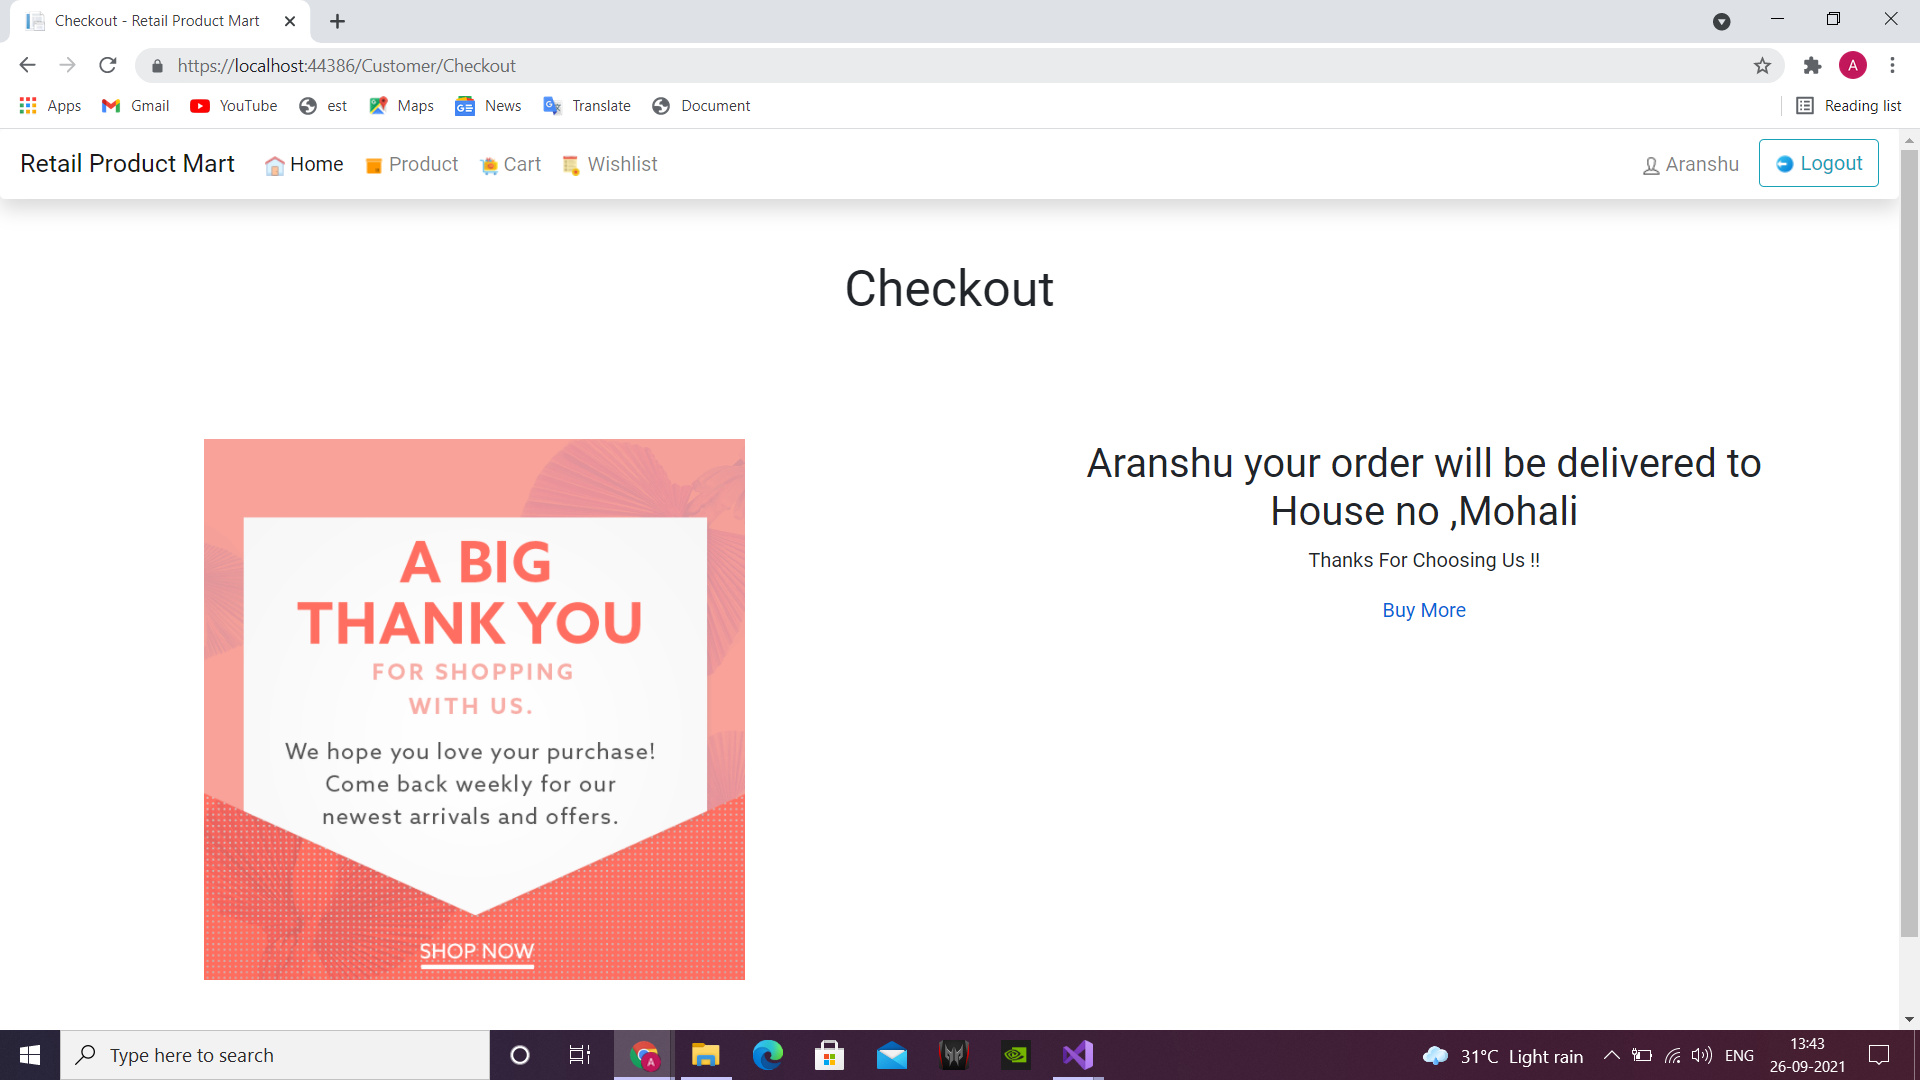 Checkout - Retail Product Mart
https://localhost:44386/Customer/Checkout
A
Apps Gmail YouTube est Maps News Translate Document Reading list
Retail Product Mart Home Product Cart Wishlist Aranshu Logout
Checkout
A BIG
THANK YOU
FOR SHOPPING
WITH US.
We hope you love your purchase!
Come back weekly for our
newest arrivals and offers.
SHOP NOW
Aranshu your order will be delivered to
House no ,Mohali
Thanks For Choosing Us !!
Buy More
Type here to search
31°C Light rain
ENG
13:43
26-09-2021